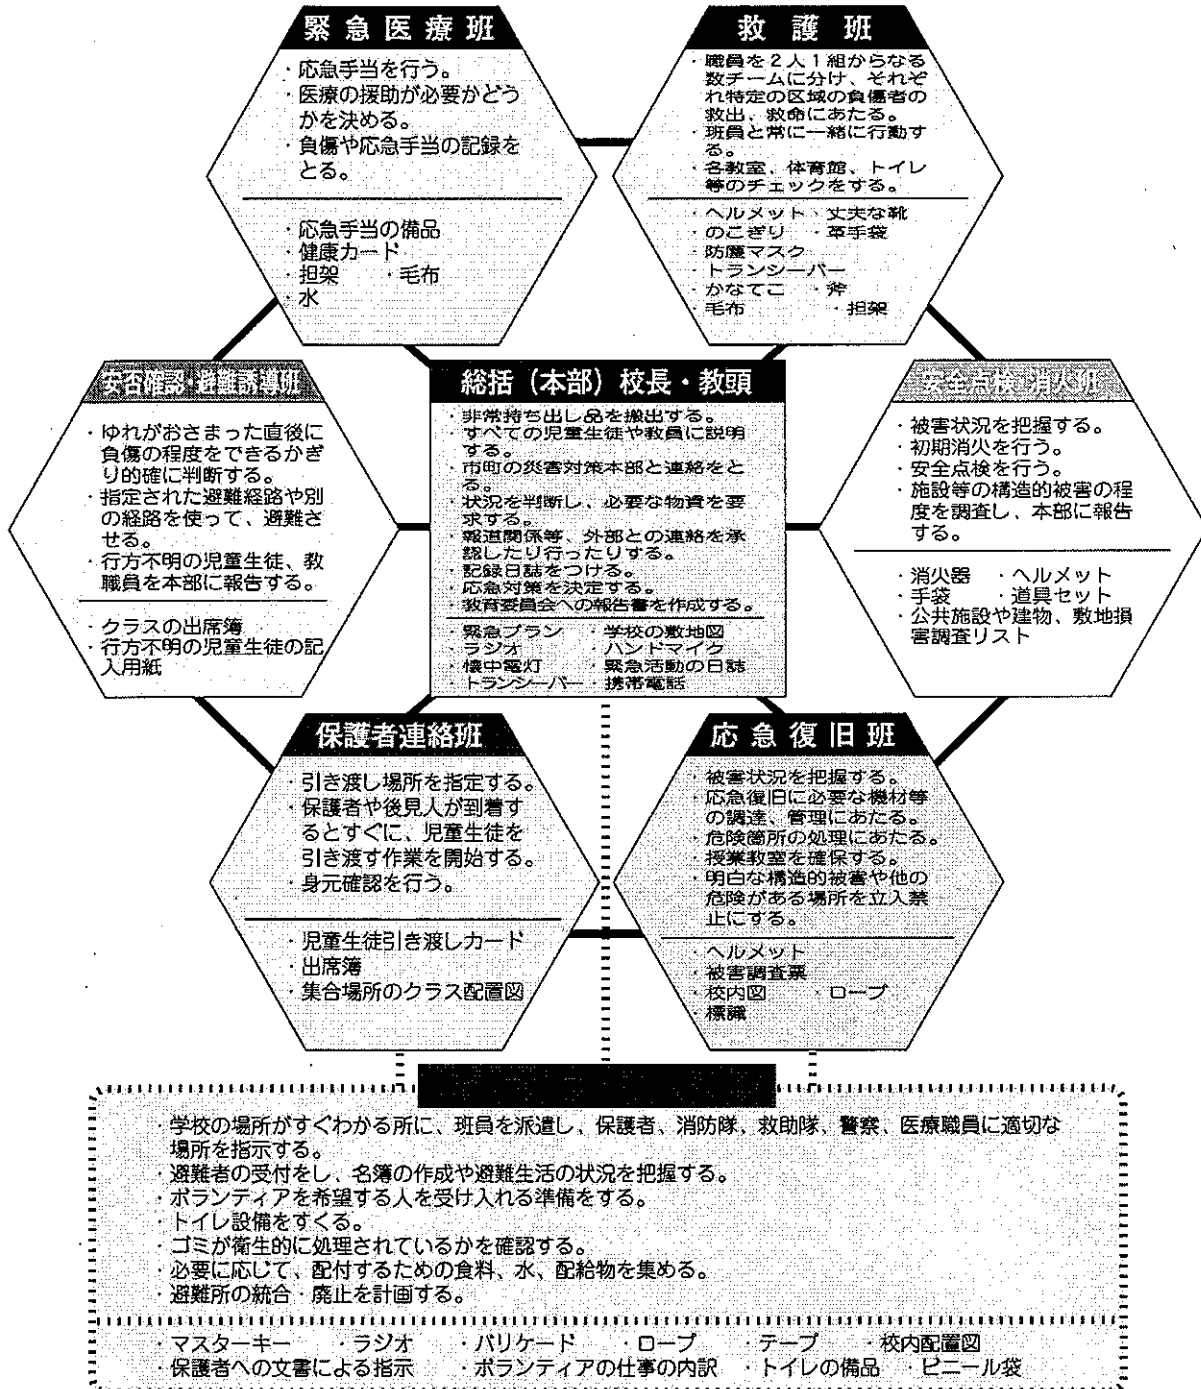 緊急医療班
・応急手当を行う。
・医療の援助が必要かどう
かを決める。
・負傷や応急手当の記録を
とる。
・応急手当の備品
・健康カード
・担架 ・毛布
・水
救護班
・職員を2人1組からなる
数チームに分け、それぞ
れ特定の区域の負傷者の
救出、救命にあたる。
・班員と常に一緒に行動す
る。
・各教室、体育館、トイレ
等のチェックをする。
・ヘルメット・丈夫な靴
・のこぎり ・革手袋
・防塵マスク
・トランシーバー
・かなてこ ・斧
・毛布 ・担架
安否確認・避難誘導班
・ゆれがおさまった直後に
負傷の程度をできるかぎ
り的確に判断する。
・指定された避難経路や別
の経路を使って、避難さ
せる。
・行方不明の児童生徒、教
職員を本部に報告する。
・クラスの出席簿
・行方不明の児童生徒の記
入用紙
総括（本部）校長・教頭
・非常持ち出し品を搬出する。
・すべての児童生徒や教員に説明
する。
・市町の災害対策本部と連絡をと
る。
・状況を判断し、必要な物資を要
求する。
・報道関係等、外部との連絡を承
認したり行ったりする。
・記録日誌をつける。
・応急対策を決定する。
・教育委員会への報告書を作成する。
・緊急プラン ・学校の敷地図
・ラジオ ・ハンドマイク
・懐中電灯 ・緊急活動の日誌
・トランシーバー・携帯電話
安全点検・消火班
・被害状況を把握する。
・初期消火を行う。
・安全点検を行う。
・施設等の構造的被害の程
度を調査し、本部に報告
する。
・消火器 ・ヘルメット
・手袋 ・道具セット
・公共施設や建物、敷地損
害調査リスト
保護者連絡班
・引き渡し場所を指定する。
・保護者や後見人が到着す
るとすぐに、児童生徒を
引き渡す作業を開始する。
・身元確認を行う。
・児童生徒引き渡しカード
・出席簿
・集合場所のクラス配置図
応急復旧班
・被害状況を把握する。
・応急復旧に必要な機材等
の調達、管理にあたる。
・危険箇所の処理にあたる。
・授業教室を確保する。
・明白な構造的被害や他の
危険がある場所を立入禁
止にする。
・ヘルメット
・被害調査票
・校内図 ・ロープ
・標識
・学校の場所がすぐわかる所に、班員を派遣し、保護者、消防隊，救助隊、警察、医療職員に適切な
場所を指示する。
・避難者の受付をし、名簿の作成や避難生活の状況を把握する。
・ボランティアを希望する人を受け入れる準備をする。
・トイレ設備をすくる。
・ゴミが衛生的に処理されているかを確認する。
・必要に応じて、配付するための食料、水、配給物を集める。
・避難所の統合・廃止を計画する。
・マスターキー ・ラジオ ・バリケード ・ロープ ・テープ ・校内配置図
・保護者への文書による指示 ・ボランティアの仕事の内訳 ・トイレの備品 ・ビニール袋